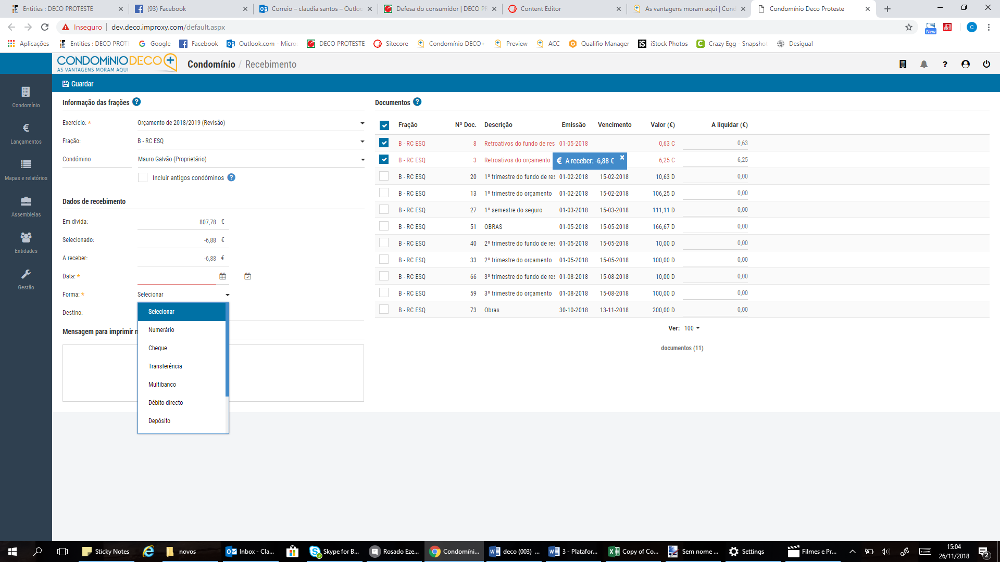 Entities : DECO PROTESTE
(93) Facebook
Correio – claudia santos – Outloo
Defesa do consumidor | DECO PR
Content Editor
As vantagens moram aqui | Cond
Condomínio Deco Proteste
Inseguro
dev.deco.improxy.com/default.aspx
New
C
Aplicações
Entities : DECO PROT
Google
Facebook
Outlook.com - Micros
DECO PROTESTE
Sitecore
Condomínio DECO+
Preview
ACC
Qualifio Manager
iStock Photos
Crazy Egg - Snapshot
Desigual
CONDOMÍNIODECO+
AS VANTAGENS MORAM AQUI
Condomínio / Recebimento
Guardar
Condomínio
Lançamentos
Mapas e relatórios
Assembleias
Entidades
Gestão
Informação das frações ?
Exercício: * Orçamento de 2018/2019 (Revisão)
Fração: B - RC ESQ
Condómino Mauro Galvão (Proprietário)
Incluir antigos condóminos ?
Dados de recebimento
Em divida: 807,78 €
Selecionado: -6,88 €
A receber: -6,88 €
Data: *
Forma: * Selecionar
Destino:
Selecionar
Numerário
Cheque
Transferência
Multibanco
Débito directo
Depósito
Mensagem para imprimir
Documentos ?
Fração Nº Doc. Descrição Emissão Vencimento Valor (€) A liquidar (€)
B - RC ESQ 8 Retroativos do fundo de res 01-05-2018 0,63 C 0,63
B - RC ESQ 3 Retroativos do orçamento 6,25 C 6,25
€ A receber: -6,88 € ×
B - RC ESQ 20 1º trimestre do fundo de res 01-02-2018 15-02-2018 10,63 D 0,00
B - RC ESQ 13 1º trimestre do orçamento 01-02-2018 15-02-2018 106,25 D 0,00
B - RC ESQ 27 1º semestre do seguro 01-03-2018 15-03-2018 111,11 D 0,00
B - RC ESQ 51 OBRAS 01-05-2018 15-05-2018 166,67 D 0,00
B - RC ESQ 40 2º trimestre do fundo de res 01-05-2018 15-05-2018 10,00 D 0,00
B - RC ESQ 33 2º trimestre do orçamento 01-05-2018 15-05-2018 100,00 D 0,00
B - RC ESQ 66 3º trimestre do fundo de res 01-08-2018 15-08-2018 10,00 D 0,00
B - RC ESQ 59 3º trimestre do orçamento 01-08-2018 15-08-2018 100,00 D 0,00
B - RC ESQ 73 Obras 30-10-2018 13-11-2018 200,00 D 0,00
Ver: 100
documentos (11)
Sticky Notes
novos
Inbox - Cla...
Skype for B...
Rosado Eze...
Condomíni...
deco (003) ...
3 - Platafor...
Copy of Co...
Sem nome ...
Settings
Filmes e Pr...
15:04
26/11/2018
2